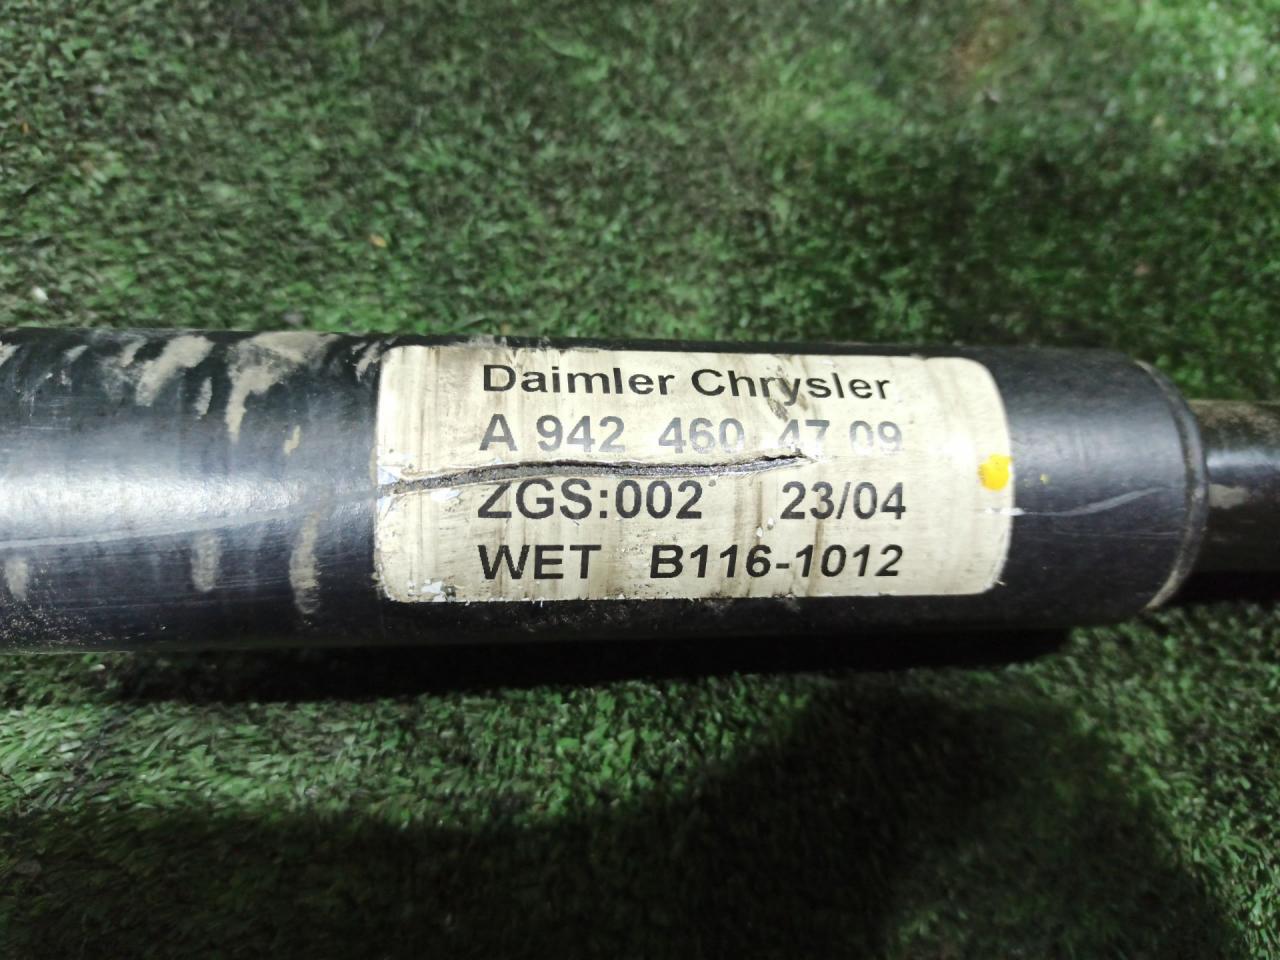 Daimler Chrysler
A 942 460 47 09
ZGS:002 23/04
WET B116-1012